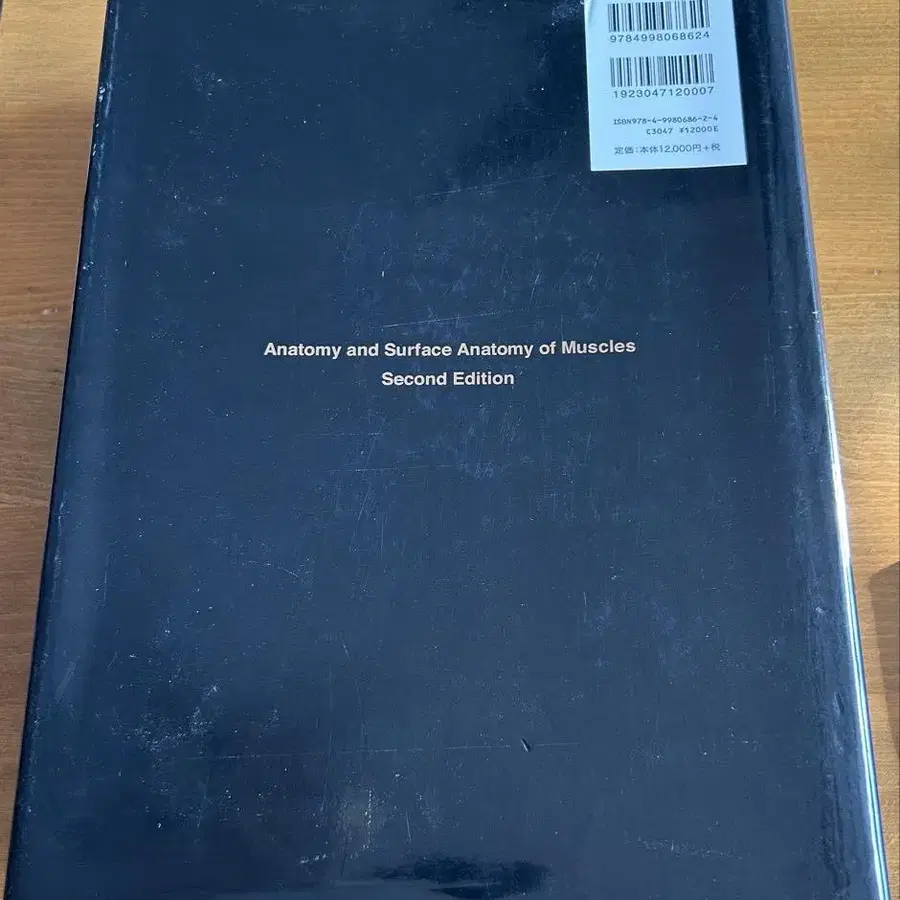 9784998068624
1923047120007
ISBN978-4-9980686-2-4
C3047 ¥12000E
定価:本体12,000円+税
Anatomy and Surface Anatomy of Muscles
Second Edition